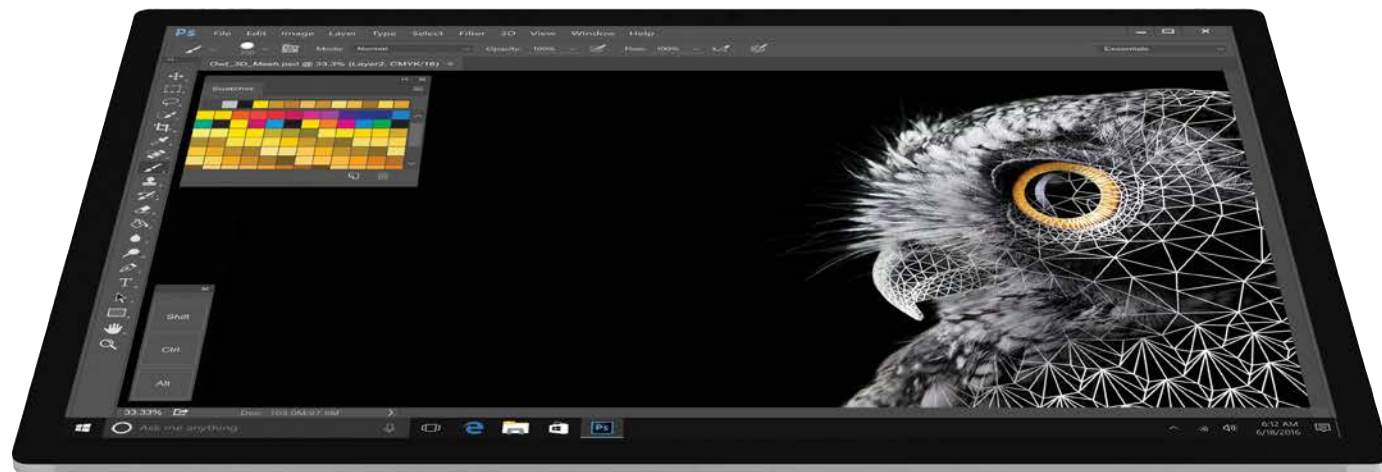 Ps File Edit Image Layer Type Select Filter 3D View Window Help
Mode: Normal Opacity: 100% Flow: 100% Essentials
Owl_3D_Mesh.psd @ 33.3% (Layer2, CMYK/16) ×
Swatches
T
Shift
Ctrl
Alt
33.33%
Ask me anything
Ps
6:12 AM
6/18/2016